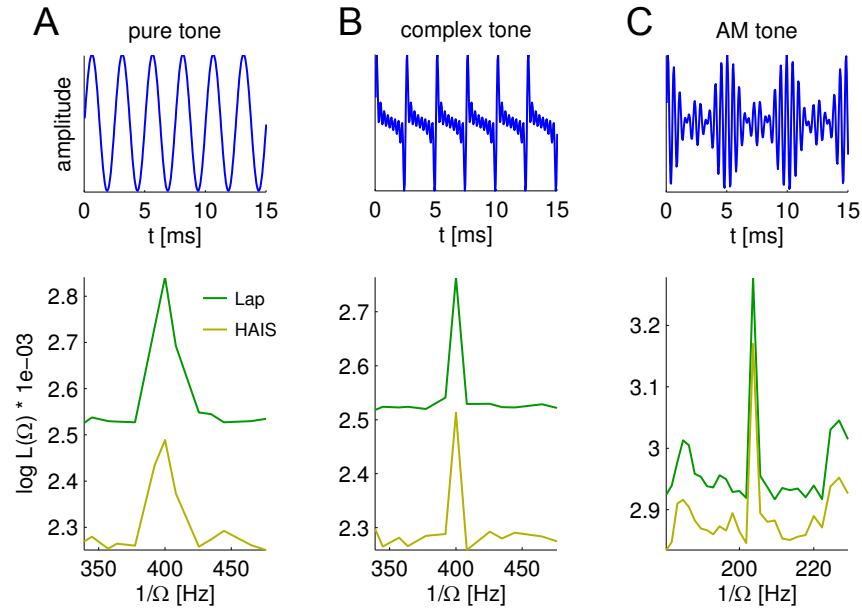 A pure tone
B complex tone
C AM tone
amplitude
0 5 10 15
t [ms]
0 5 10 15
t [ms]
0 5 10 15
t [ms]
log L(Ω) * 1e−03
2.8
2.7
2.6
2.5
2.4
2.3
Lap
HAIS
350 400 450
1/Ω [Hz]
2.7
2.6
2.5
2.4
2.3
350 400 450
1/Ω [Hz]
3.2
3.1
3
2.9
200 220
1/Ω [Hz]